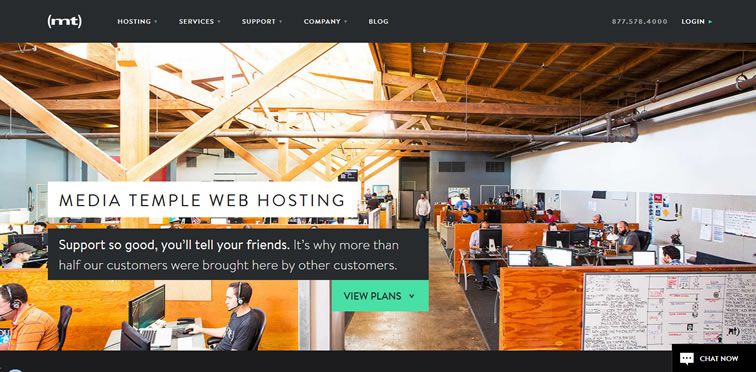 (mt)
HOSTING
SERVICES
SUPPORT
COMPANY
BLOG
877.578.4000
LOGIN
MEDIA TEMPLE WEB HOSTING
Support so good, you'll tell your friends. It's why more than
half our customers were brought here by other customers.
VIEW PLANS
CHAT NOW